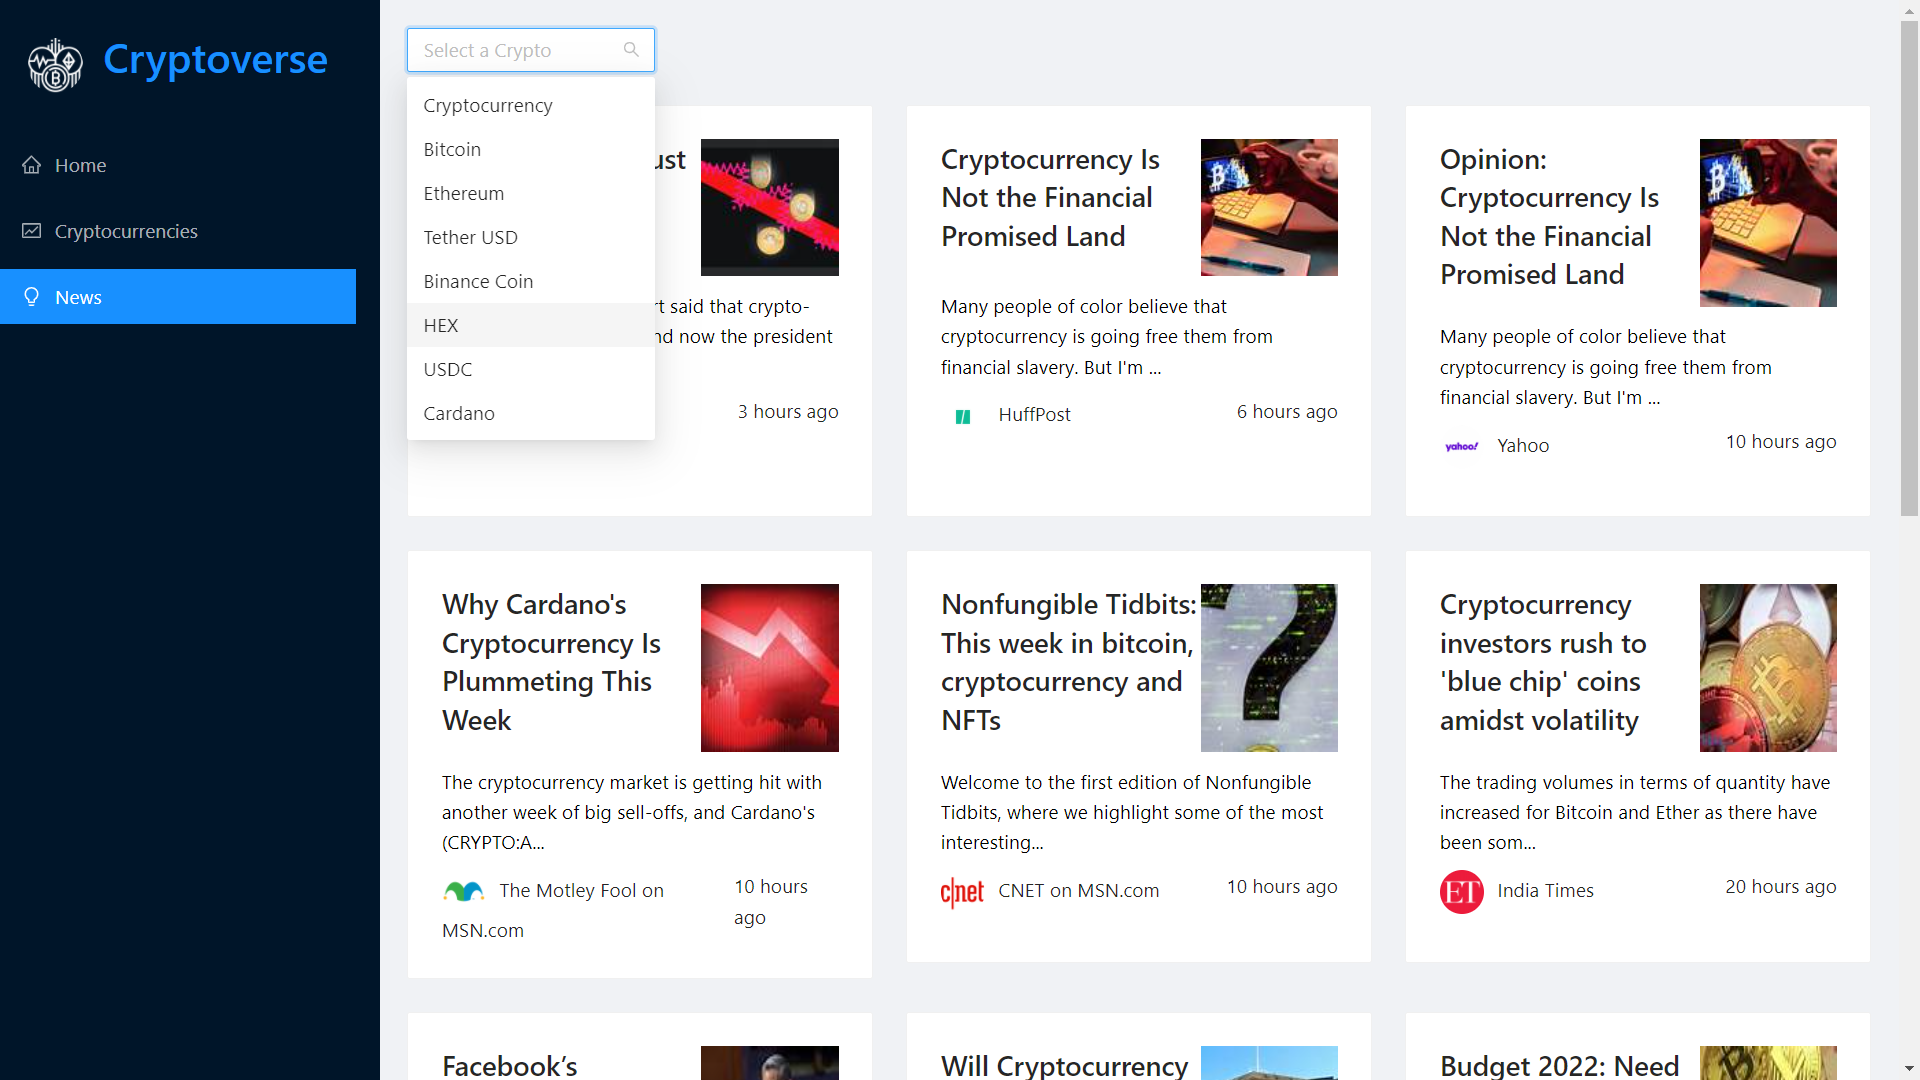 Cryptoverse
Home
Cryptocurrencies
News
Select a Crypto
Cryptocurrency
Bitcoin
Ethereum
Tether USD
Binance Coin
HEX
USDC
Cardano
said that crypto-
now the president
3 hours ago
Cryptocurrency Is
Not the Financial
Promised Land
Many people of color believe that
cryptocurrency is going free them from
financial slavery. But I'm ...
HuffPost
6 hours ago
Opinion:
Cryptocurrency Is
Not the Financial
Promised Land
Many people of color believe that
cryptocurrency is going free them from
financial slavery. But I'm ...
yahoo!
Yahoo
10 hours ago
Why Cardano's
Cryptocurrency Is
Plummeting This
Week
The cryptocurrency market is getting hit with
another week of big sell-offs, and Cardano's
(CRYPTO:A...
The Motley Fool on
MSN.com
10 hours
ago
Nonfungible Tidbits:
This week in bitcoin,
cryptocurrency and
NFTs
Welcome to the first edition of Nonfungible
Tidbits, where we highlight some of the most
interesting...
c|net
CNET on MSN.com
10 hours ago
Cryptocurrency
investors rush to
'blue chip' coins
amidst volatility
The trading volumes in terms of quantity have
increased for Bitcoin and Ether as there have
been som...
ET
India Times
20 hours ago
Facebook’s
Will Cryptocurrency
Budget 2022: Need